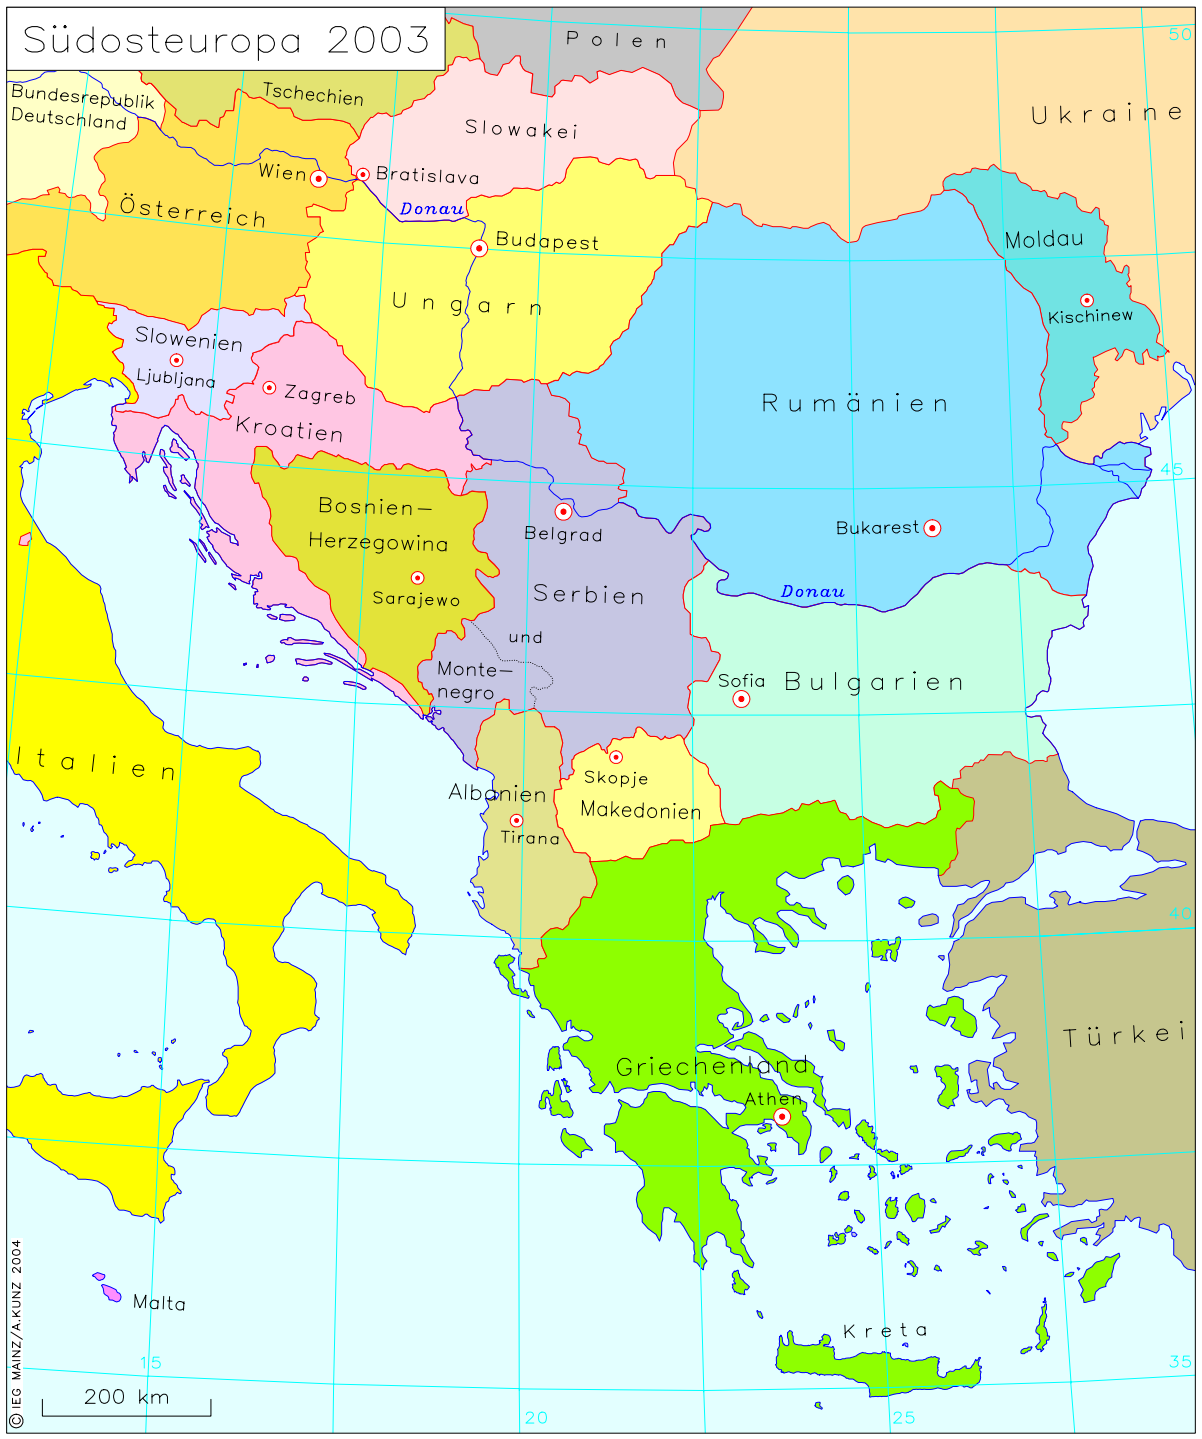 Südosteuropa 2003
Polen
50
Tschechien
Bundesrepublik
Deutschland
Ukraine
Slowakei
Wien
Bratislava
Donau
Österreich
Budapest
Moldau
Ungarn
Kischinew
Slowenien
Ljubljana
Zagreb
Rumänien
Kroatien
45
Bosnien-
Herzegowina
Belgrad
Bukarest
Sarajewo
Serbien
Donau
und
Monte-
negro
Sofia
Bulgarien
Italien
Skopje
Albanien
Makedonien
Tirana
40
Türkei
Griechenland
Athen
Malta
Kreta
15
35
200 km
20
25
© IEG MAINZ/A.KUNZ 2004